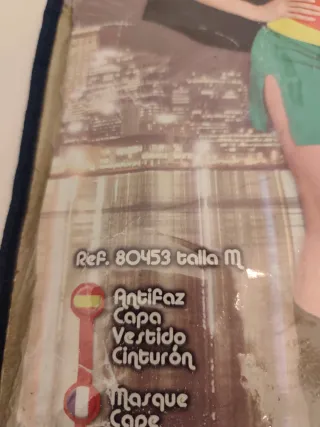 Ref. 80453 talla M
Antifaz
Capa
Vestido
Cinturón
Masque
Cape